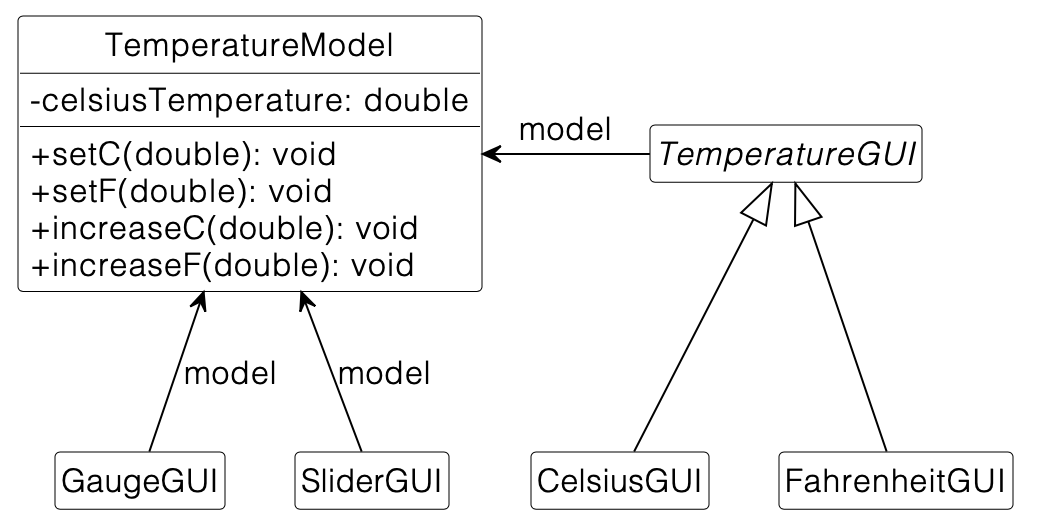 TemperatureModel
-celsiusTemperature: double
+setC(double): void
+setF(double): void
+increaseC(double): void
+increaseF(double): void
model
TemperatureGUI
model
model
GaugeGUI
SliderGUI
CelsiusGUI
FahrenheitGUI